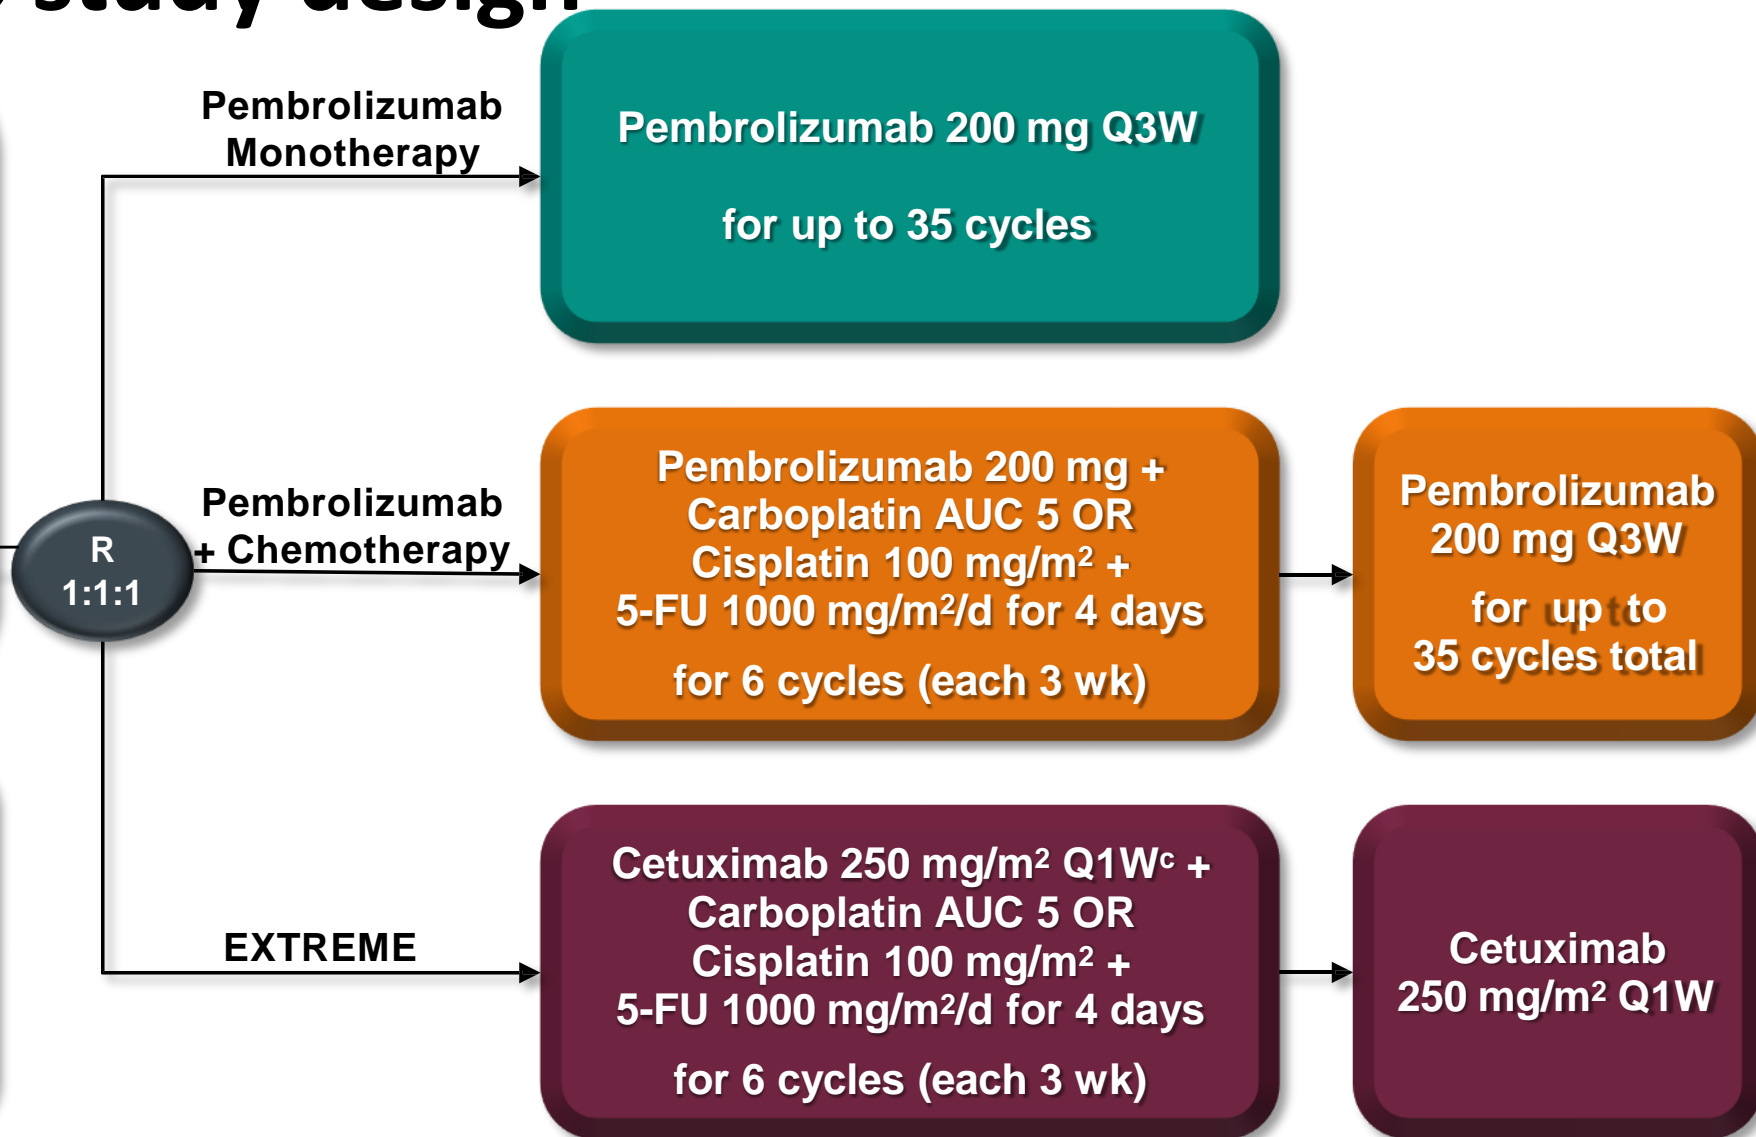 study design
Pembrolizumab
Monotherapy
Pembrolizumab 200 mg Q3W
for up to 35 cycles
R
1:1:1
Pembrolizumab
+ Chemotherapy
Pembrolizumab 200 mg +
Carboplatin AUC 5 OR
Cisplatin 100 mg/m² +
5-FU 1000 mg/m²/d for 4 days
for 6 cycles (each 3 wk)
Pembrolizumab
200 mg Q3W
for up to
35 cycles total
EXTREME
Cetuximab 250 mg/m² Q1Wᶜ +
Carboplatin AUC 5 OR
Cisplatin 100 mg/m² +
5-FU 1000 mg/m²/d for 4 days
for 6 cycles (each 3 wk)
Cetuximab
250 mg/m² Q1W